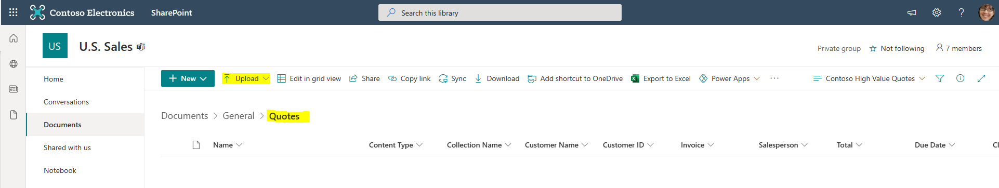 Contoso Electronics SharePoint Search this library ?
US U.S. Sales Private group Not following 7 members
Home
Conversations
Documents
Shared with us
Notebook
New Upload Edit in grid view Share Copy link Sync Download Add shortcut to OneDrive Export to Excel Power Apps ... Contoso High Value Quotes
Documents > General > Quotes
Name Content Type Collection Name Customer Name Customer ID Invoice Salesperson Total Due Date